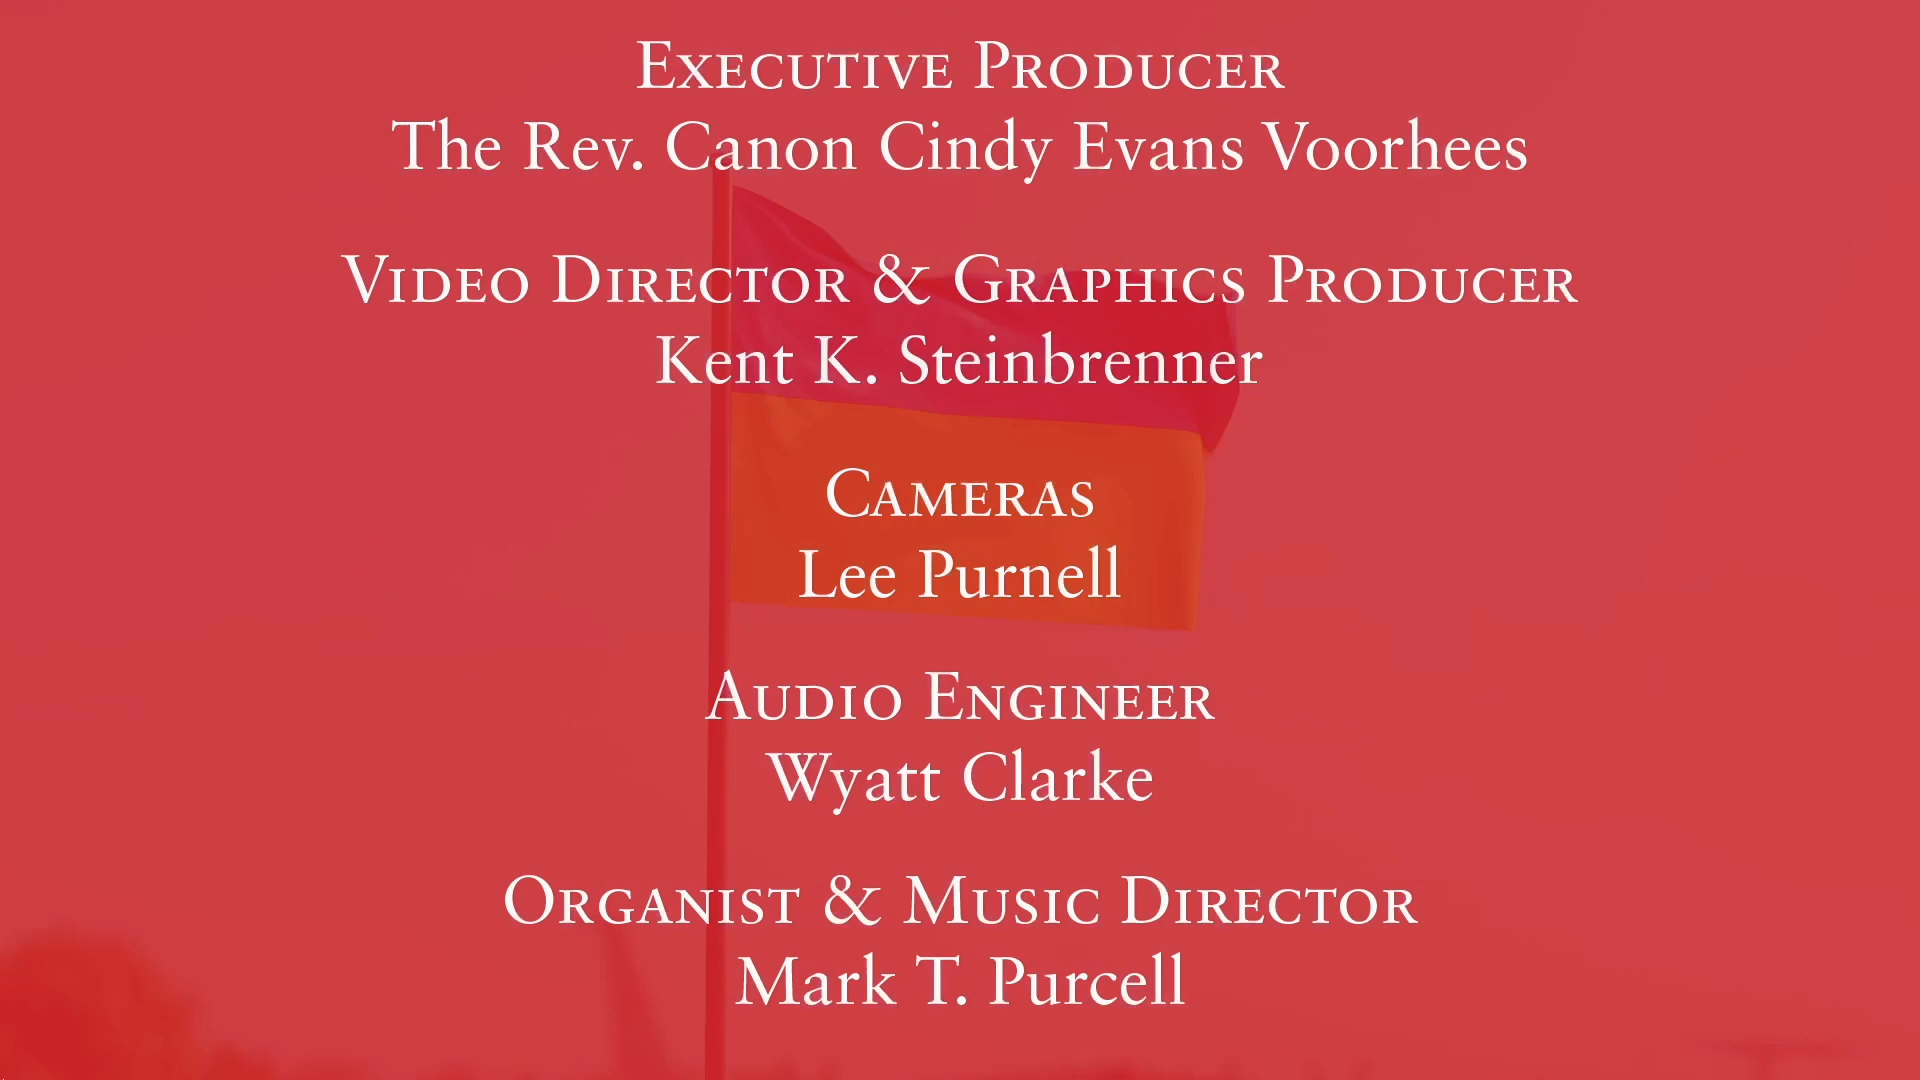 Executive Producer
The Rev. Canon Cindy Evans Voorhees
Video Director & Graphics Producer
Kent K. Steinbrenner
Cameras
Lee Purnell
Audio Engineer
Wyatt Clarke
Organist & Music Director
Mark T. Purcell